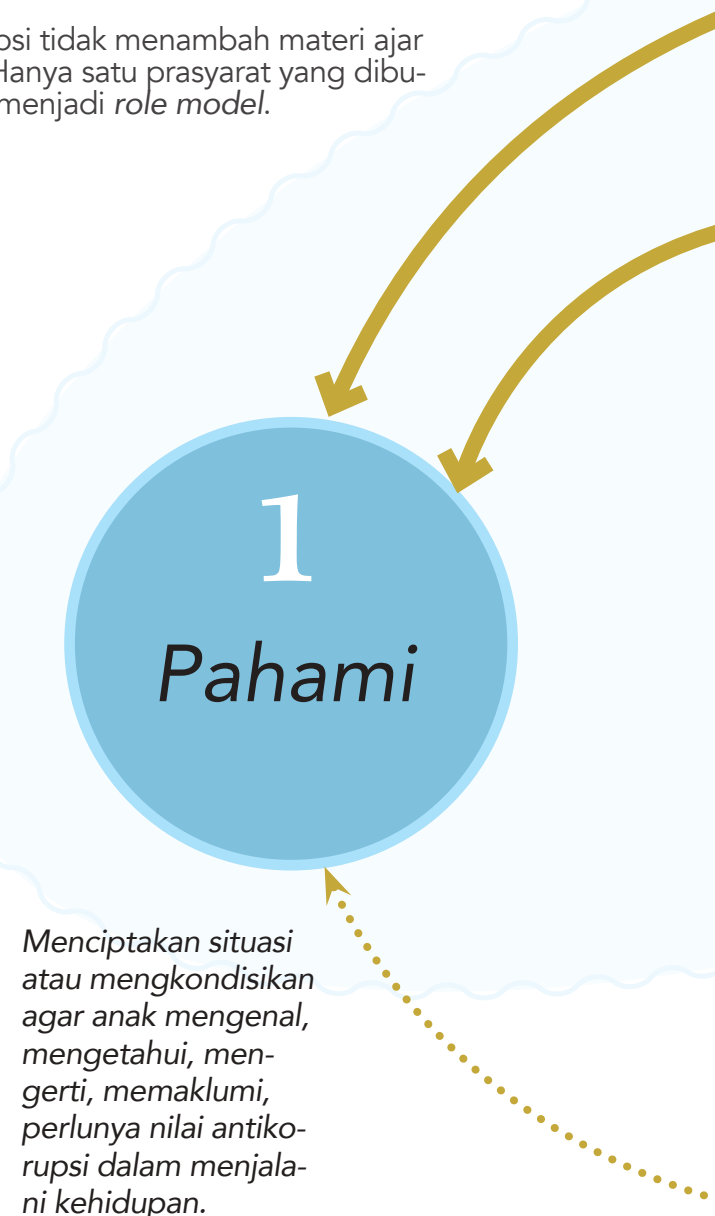 osi tidak menambah materi ajar
Hanya satu prasyarat yang dibu-
menjadi role model.
1
Pahami
Menciptakan situasi
atau mengkondisikan
agar anak mengenal,
mengetahui, men-
gerti, memaklumi,
perlunya nilai antiko-
rupsi dalam menjala-
ni kehidupan.